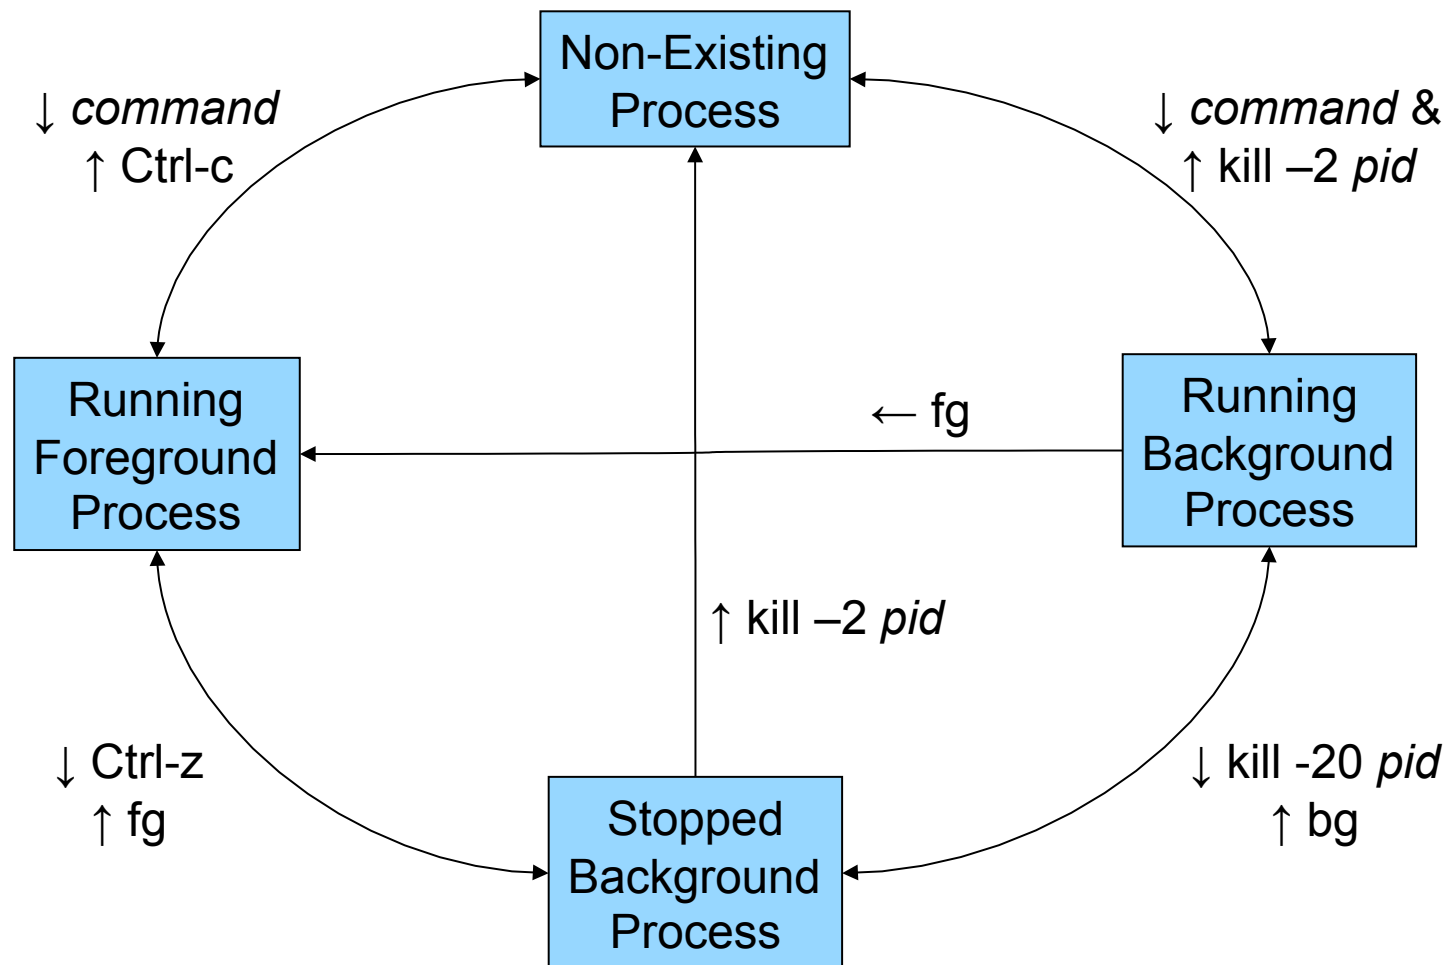 Non-Existing
Process
↓ command
↑ Ctrl-c
↓ command &
↑ kill –2 pid
Running
Foreground
Process
← fg
Running
Background
Process
↑ kill –2 pid
↓ Ctrl-z
↑ fg
Stopped
Background
Process
↓ kill -20 pid
↑ bg